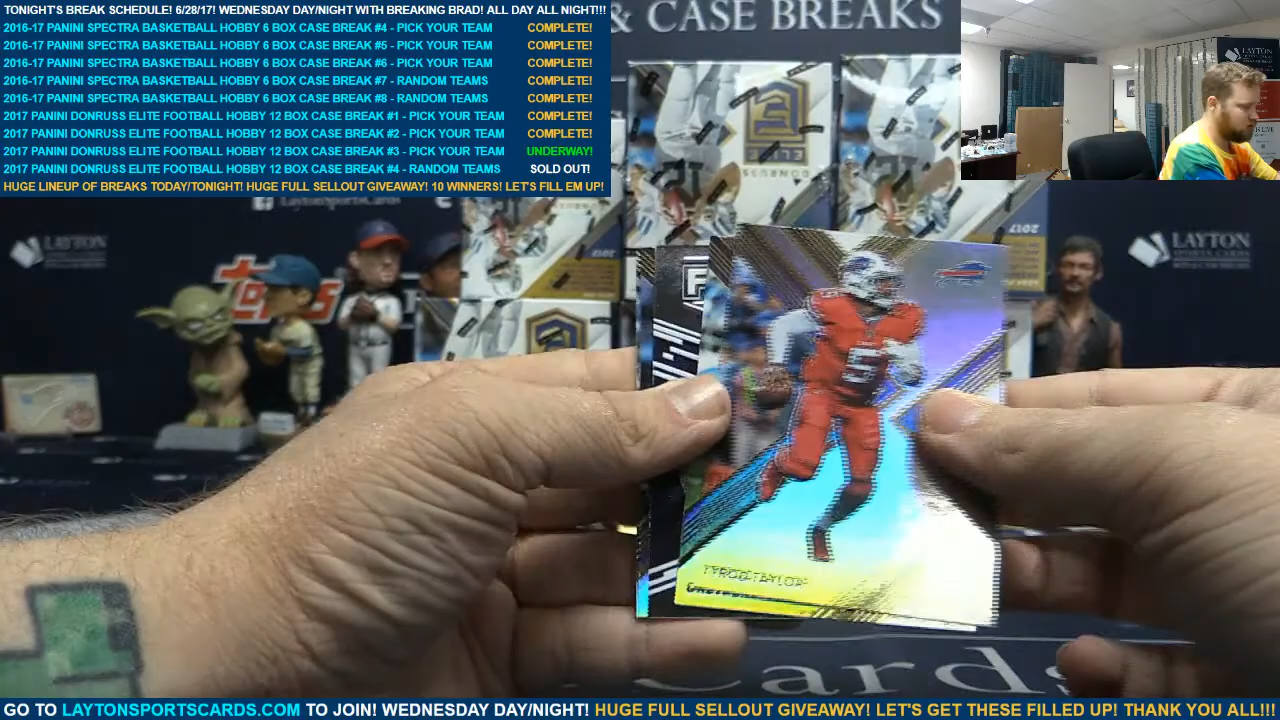 TONIGHT'S BREAK SCHEDULE! 6/28/17! WEDNESDAY DAY/NIGHT WITH BREAKING BRAD! ALL DAY ALL NIGHT!!!
2016-17 PANINI SPECTRA BASKETBALL HOBBY 6 BOX CASE BREAK #4 - PICK YOUR TEAM COMPLETE!
2016-17 PANINI SPECTRA BASKETBALL HOBBY 6 BOX CASE BREAK #5 - PICK YOUR TEAM COMPLETE!
2016-17 PANINI SPECTRA BASKETBALL HOBBY 6 BOX CASE BREAK #6 - PICK YOUR TEAM COMPLETE!
2016-17 PANINI SPECTRA BASKETBALL HOBBY 6 BOX CASE BREAK #7 - RANDOM TEAMS COMPLETE!
2016-17 PANINI SPECTRA BASKETBALL HOBBY 6 BOX CASE BREAK #8 - RANDOM TEAMS COMPLETE!
2017 PANINI DONRUSS ELITE FOOTBALL HOBBY 12 BOX CASE BREAK #1 - PICK YOUR TEAM COMPLETE!
2017 PANINI DONRUSS ELITE FOOTBALL HOBBY 12 BOX CASE BREAK #2 - PICK YOUR TEAM COMPLETE!
2017 PANINI DONRUSS ELITE FOOTBALL HOBBY 12 BOX CASE BREAK #3 - PICK YOUR TEAM UNDERWAY!
2017 PANINI DONRUSS ELITE FOOTBALL HOBBY 12 BOX CASE BREAK #4 - RANDOM TEAMS SOLD OUT!
HUGE LINEUP OF BREAKS TODAY/TONIGHT! HUGE FULL SELLOUT GIVEAWAY! 10 WINNERS! LET'S FILL EM UP!
& CASE BREAKS
LaytonSportsCards
LAYTON
LAYTON
topps
ELITE
DONRUSS
2017
2017
5
TYROD TAYLOR
Cards
GO TO LAYTONSPORTSCARDS.COM TO JOIN! WEDNESDAY DAY/NIGHT! HUGE FULL SELLOUT GIVEAWAY! LET'S GET THESE FILLED UP! THANK YOU ALL!!!